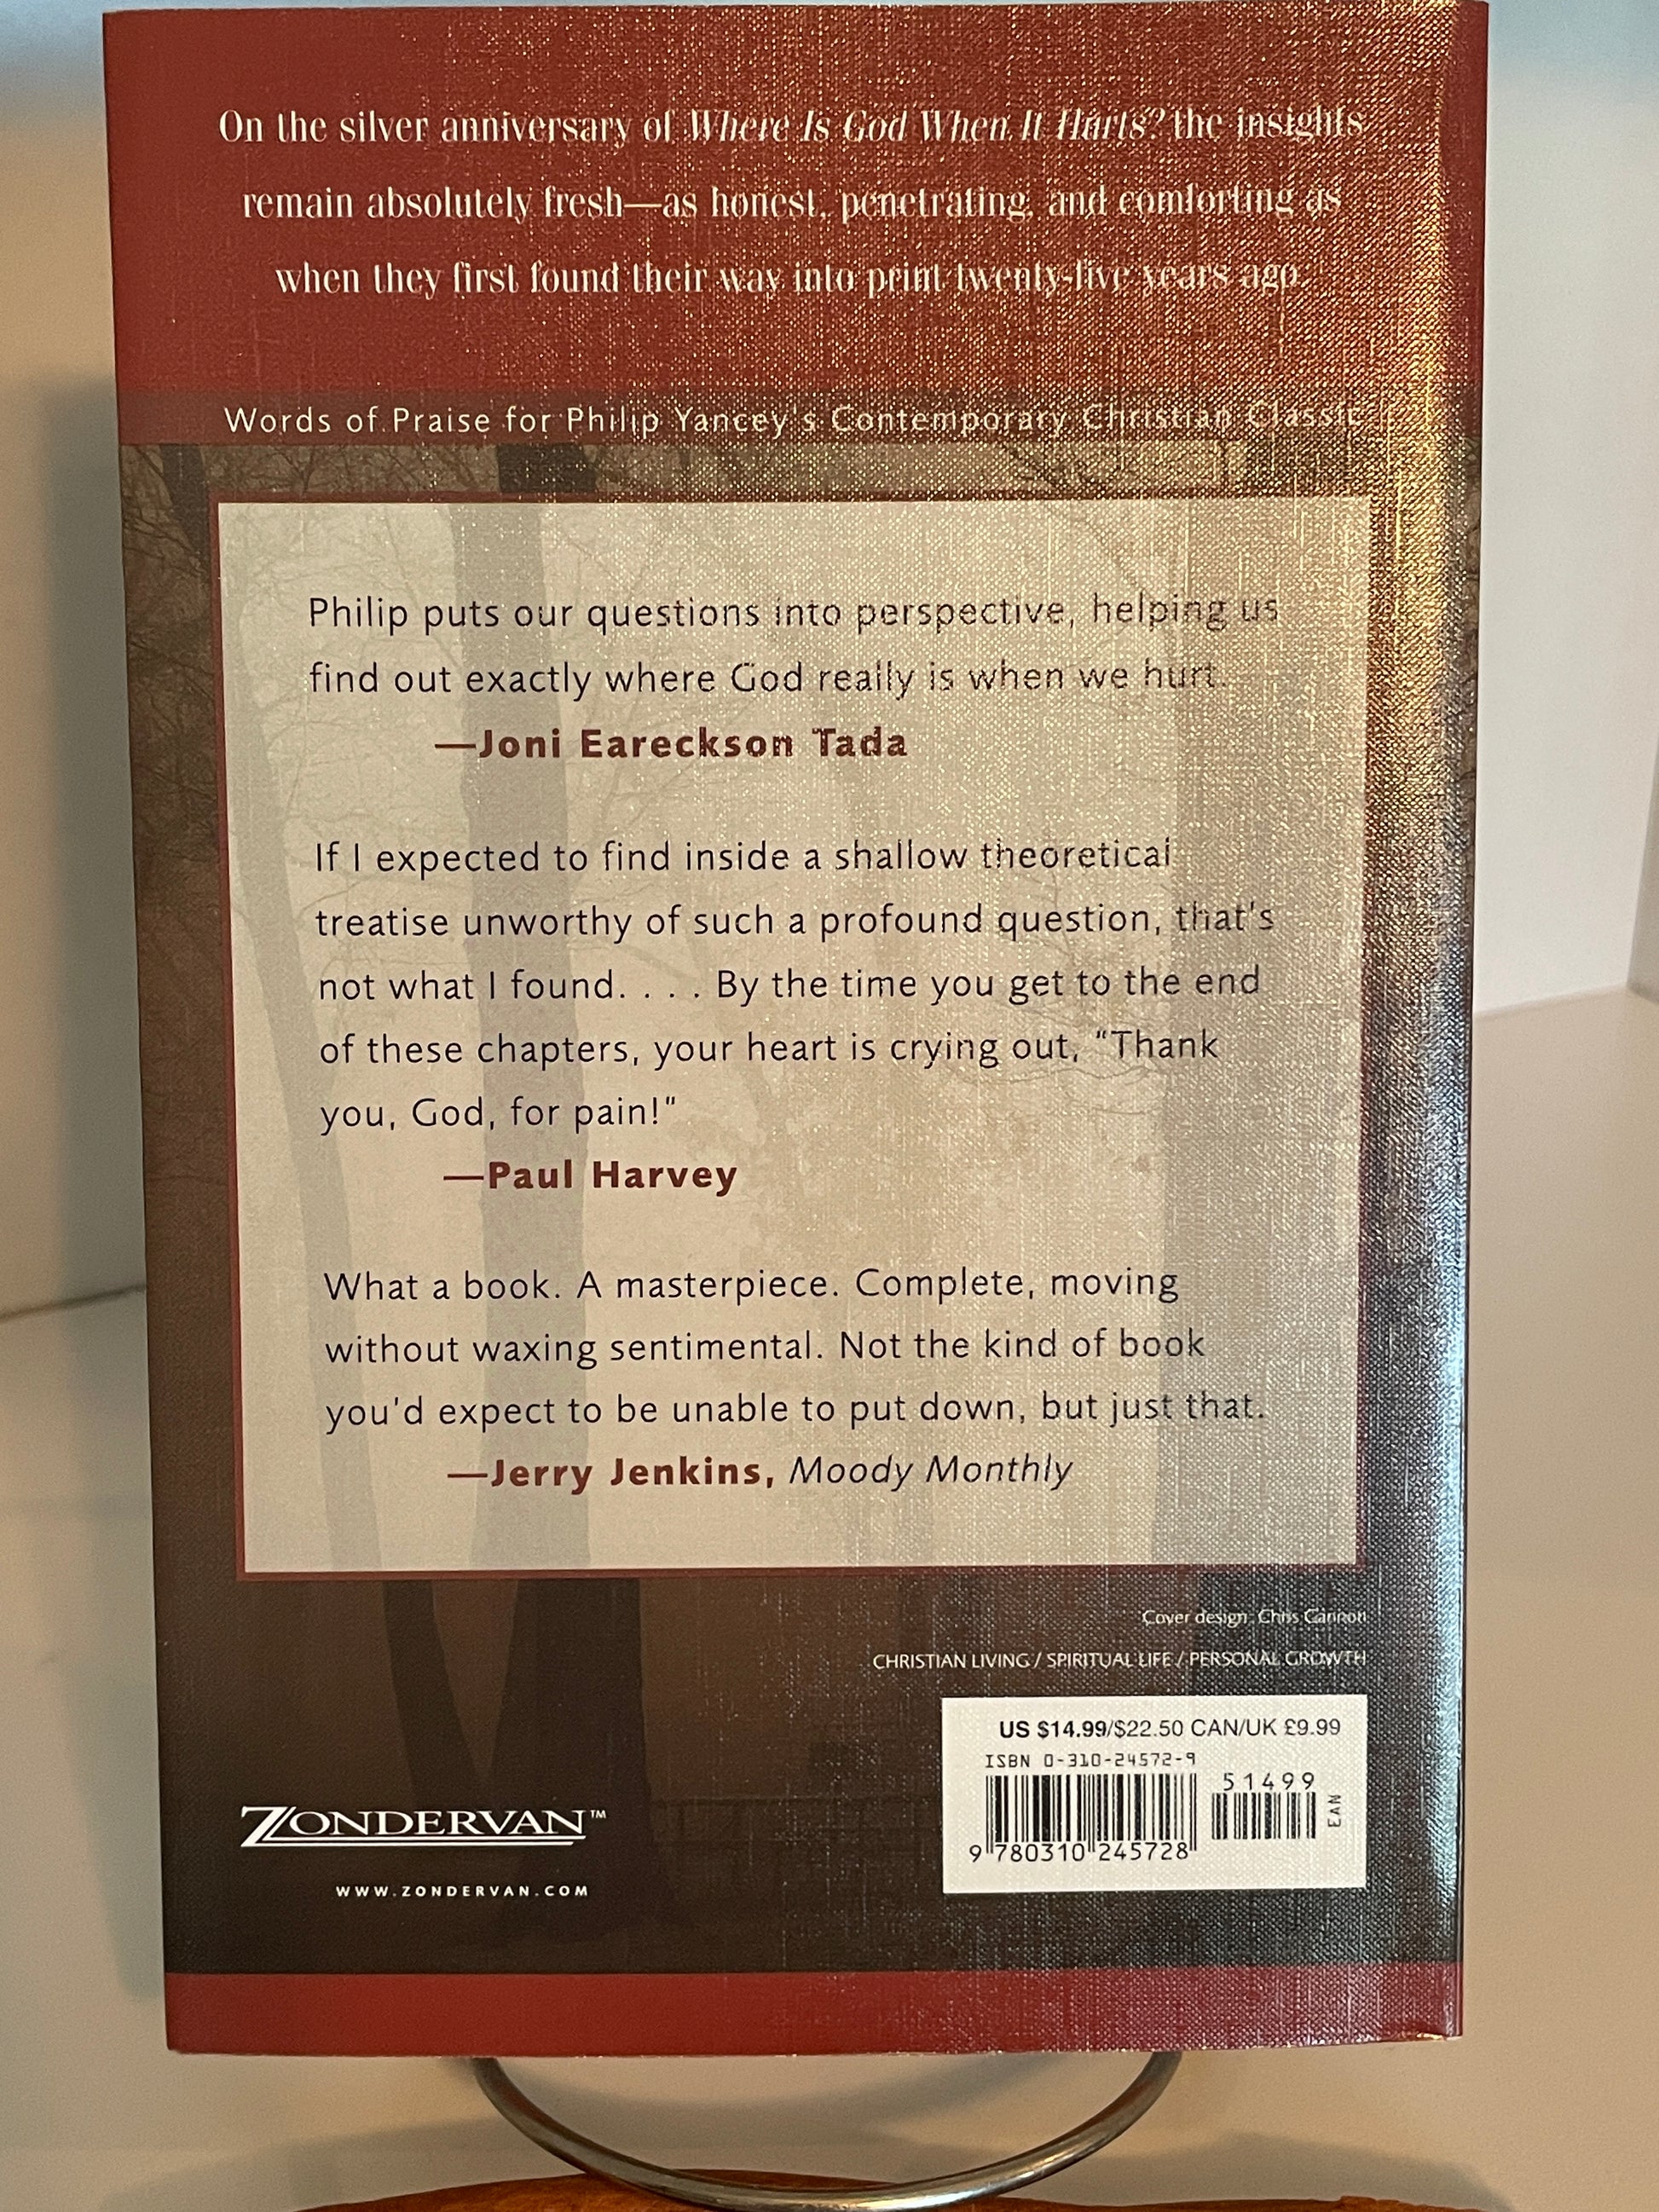 On the silver anniversary of Where Is God When It Hurts? the insights
remain absolutely fresh—as honest, penetrating, and comforting as
when they first found their way into print twenty-five years ago.
Words of Praise for Philip Yancey's Contemporary Christian Classic
Philip puts our questions into perspective, helping us
find out exactly where God really is when we hurt.
—Joni Eareckson Tada
If I expected to find inside a shallow theoretical
treatise unworthy of such a profound question, that's
not what I found. . . . By the time you get to the end
of these chapters, your heart is crying out, "Thank
you, God, for pain!"
—Paul Harvey
What a book. A masterpiece. Complete, moving
without waxing sentimental. Not the kind of book
you'd expect to be unable to put down, but just that.
—Jerry Jenkins, Moody Monthly
Cover design: Chris Gannon
CHRISTIAN LIVING / SPIRITUAL LIFE / PERSONAL GROWTH
US $14.99/$22.50 CAN/UK £9.99
ISBN 0-310-24572-9
51499
EAN
9 780310 245728
ZONDERVAN™
WWW.ZONDERVAN.COM